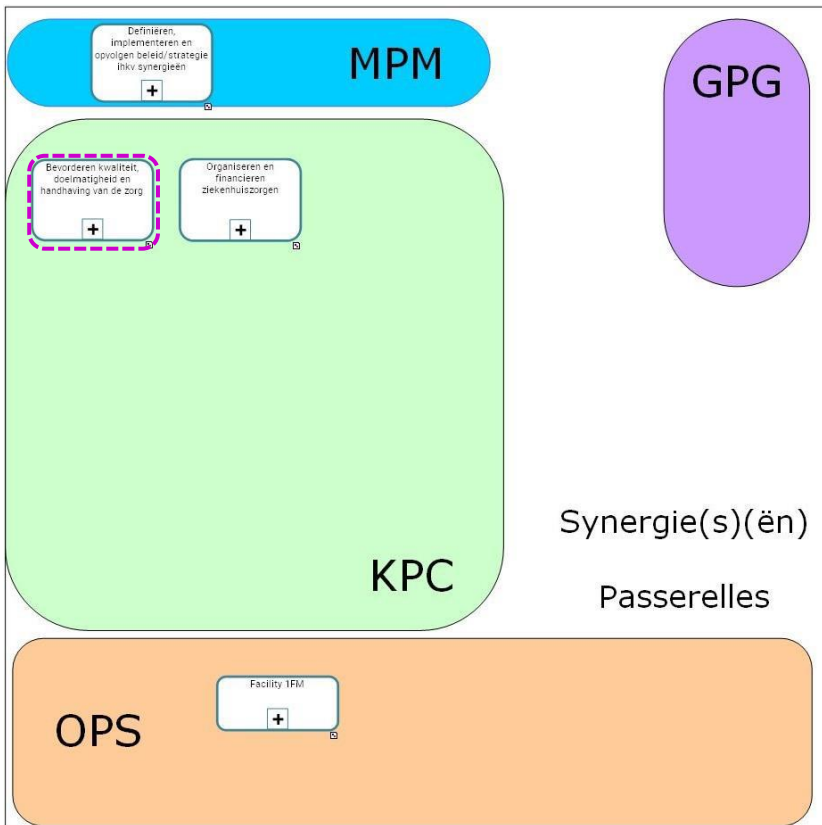 Definiëren,
implementeren en
opvolgen beleid/strategie
ihkv synergieën
MPM
GPG
Bevorderen kwaliteit,
doelmatigheid en
handhaving van de zorg
Organiseren en
financieren
ziekenhuiszorgen
KPC
Synergie(s)(ën)
Passerelles
Facility 1FM
OPS